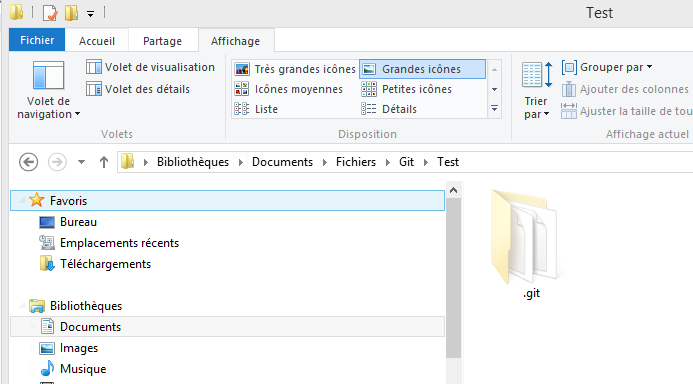 Test
Fichier Accueil Partage Affichage
Volet de navigation
Volet de visualisation
Volet des détails
Volets
Très grandes icônes Grandes icônes
Icônes moyennes Petites icônes
Liste Détails
Disposition
Trier par
Grouper par
Ajouter des colonnes
Ajuster la taille de tou
Affichage actuel
Bibliothèques Documents Fichiers Git Test
Favoris
Bureau
Emplacements récents
Téléchargements
Bibliothèques
Documents
Images
Musique
.git